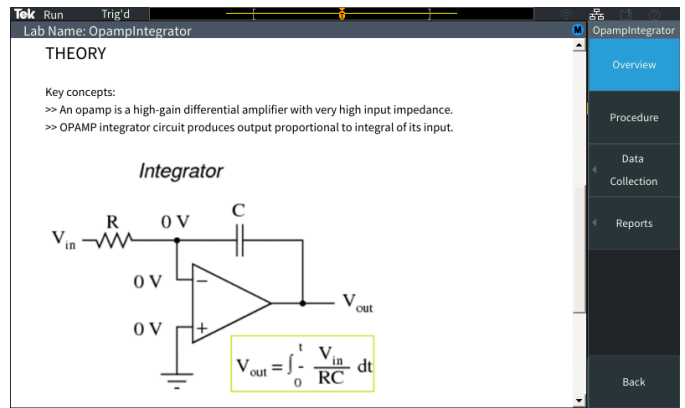 Tek Run Trig'd
Lab Name: OpampIntegrator
M
OpampIntegrator
THEORY
Key concepts:
>> An opamp is a high-gain differential amplifier with very high input impedance.
>> OPAMP integrator circuit produces output proportional to integral of its input.
Integrator
R
0 V
C
Vin
0 V
−
Vout
0 V
+
Vout = ∫0t - Vin/RC dt
Overview
Procedure
Data
Collection
Reports
Back